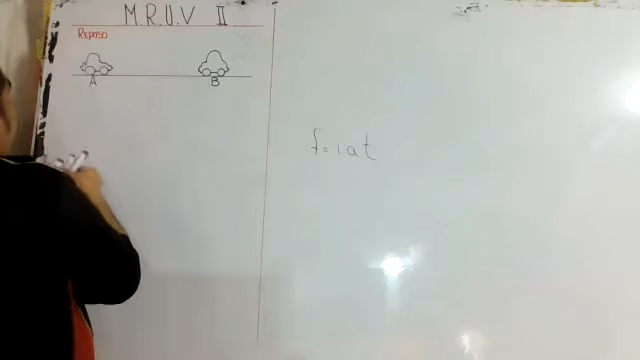 M.R.U.V II
Reposo
A B
f = i a t